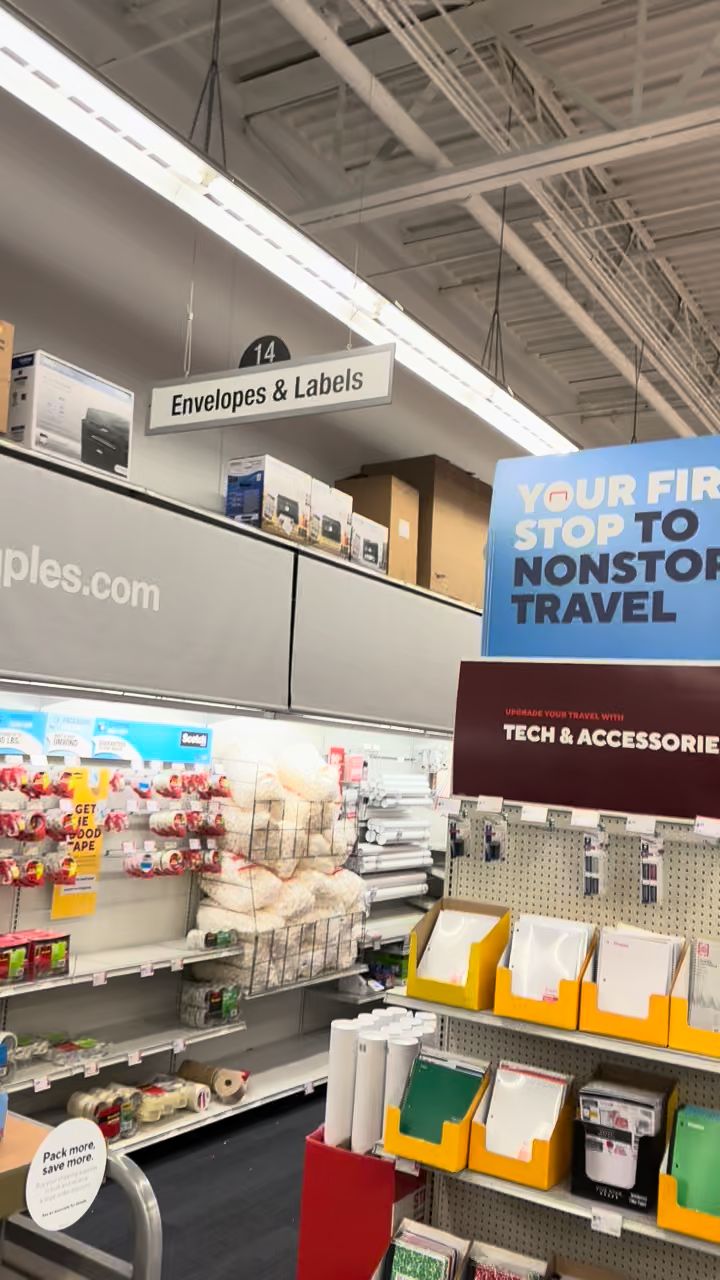 14
Envelopes & Labels
ples.com
YOUR FIR
STOP TO
NONSTOP
TRAVEL
UPGRADE YOUR TRAVEL WITH
TECH & ACCESSORIE
Scotch
GET
TAPE
Pack more,
save more.